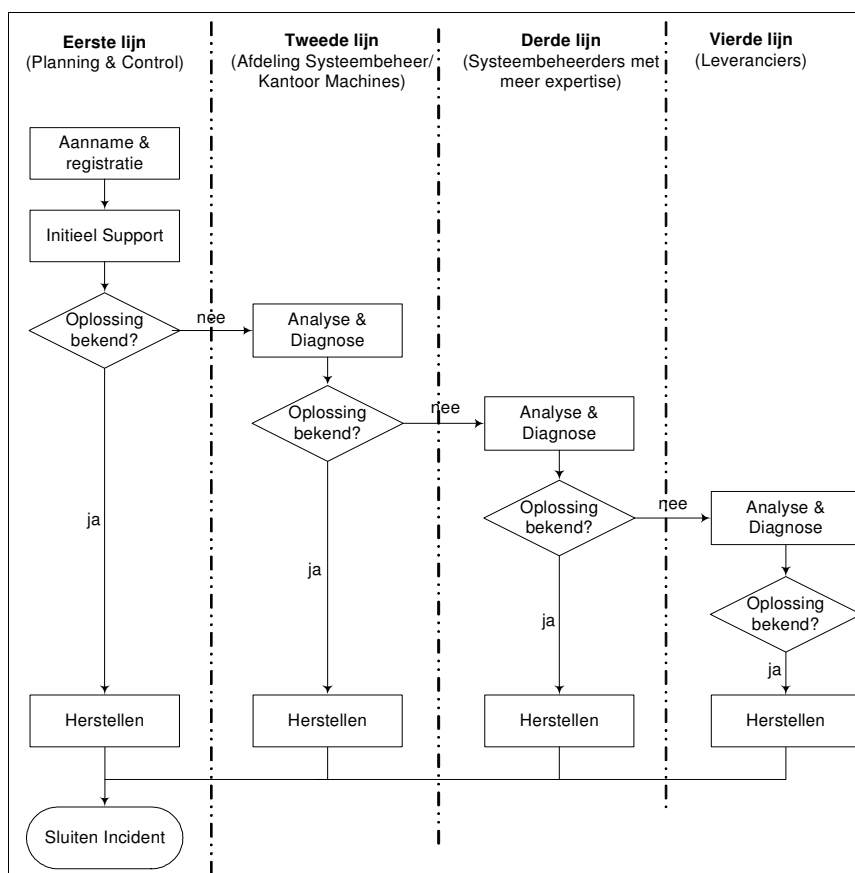 Eerste lijn
(Planning & Control)
Tweede lijn
(Afdeling Systeembeheer/
Kantoor Machines)
Derde lijn
(Systeembeheerders met
meer expertise)
Vierde lijn
(Leveranciers)
Aanname &
registratie
Initieel Support
Oplossing
bekend?
nee
Analyse &
Diagnose
Oplossing
bekend?
nee
Analyse &
Diagnose
Oplossing
bekend?
nee
Analyse &
Diagnose
Oplossing
bekend?
ja
ja
ja
ja
Herstellen
Herstellen
Herstellen
Herstellen
Sluiten Incident